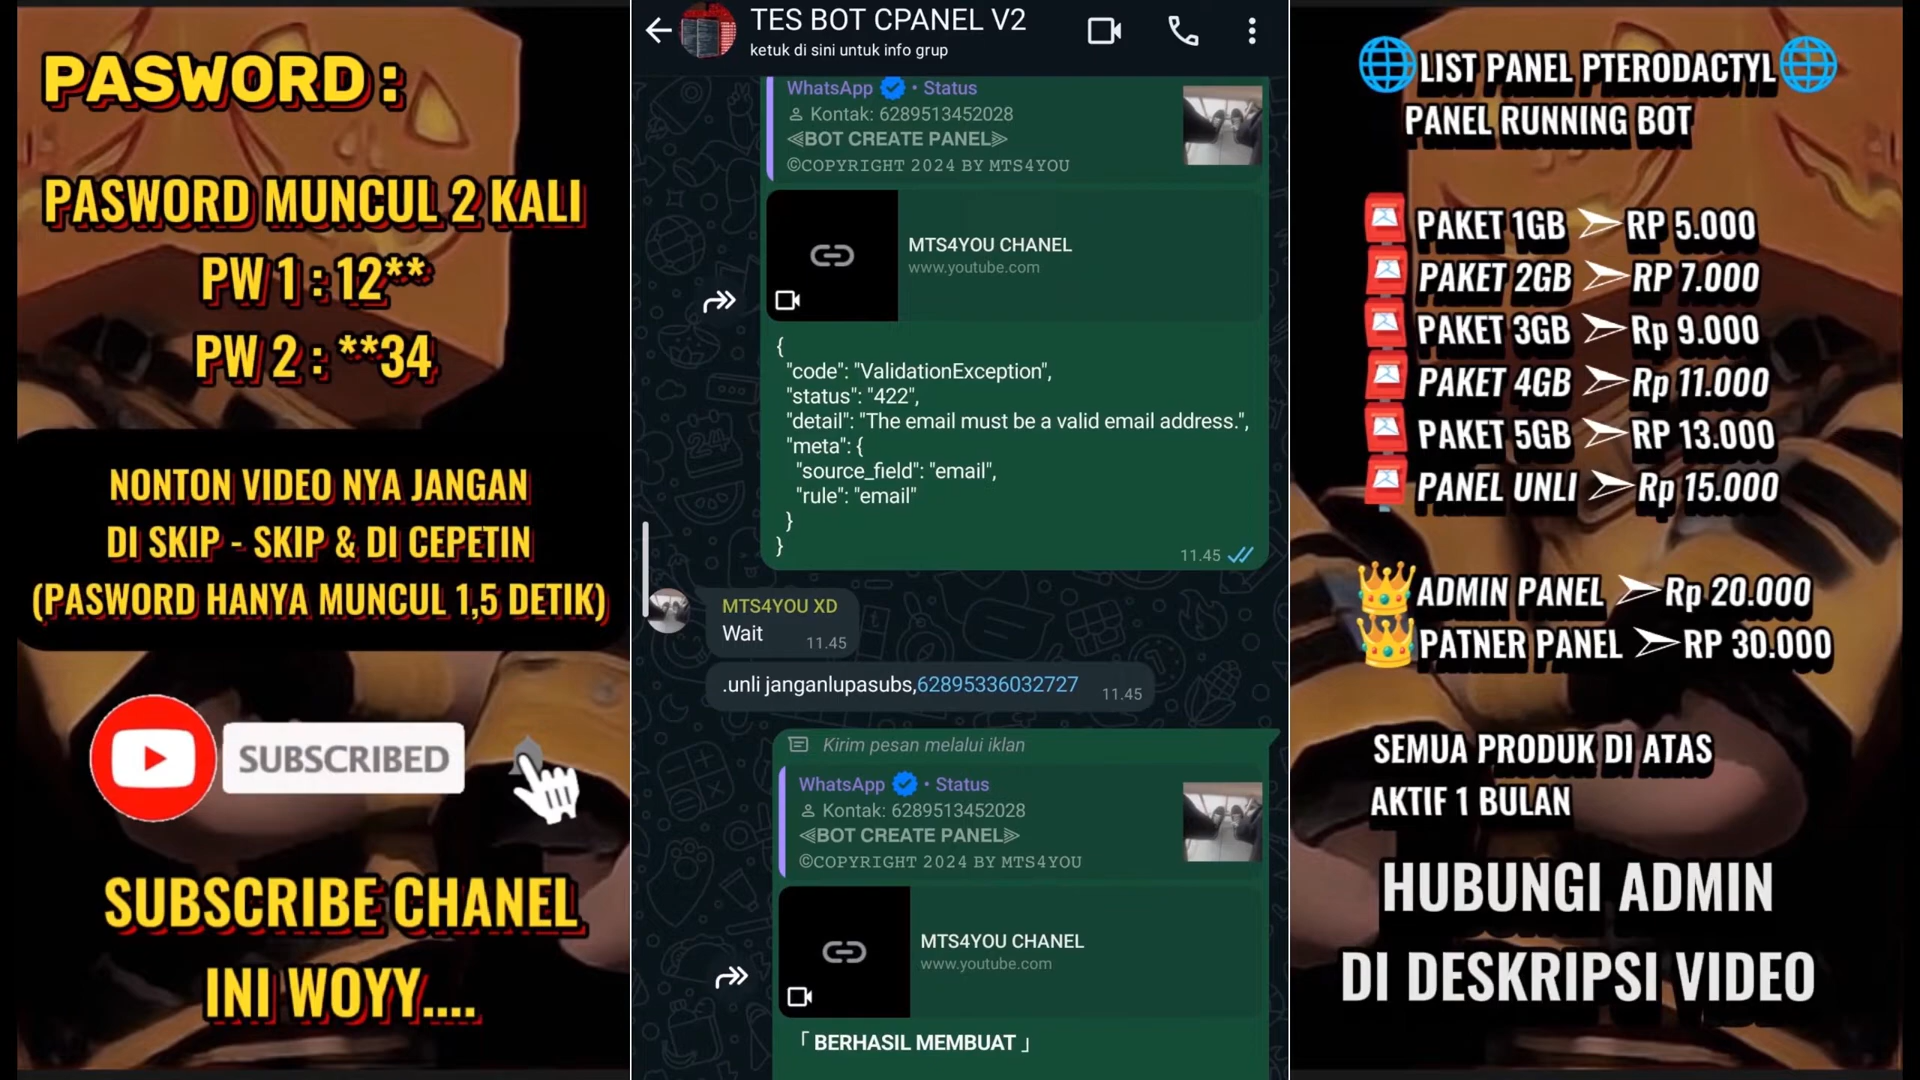 PASWORD :
PASWORD MUNCUL 2 KALI
PW 1 : 12**
PW 2 : **34
NONTON VIDEO NYA JANGAN
DI SKIP - SKIP & DI CEPETIN
(PASWORD HANYA MUNCUL 1,5 DETIK)
SUBSCRIBED
SUBSCRIBE CHANEL
INI WOYY....
TES BOT CPANEL V2
ketuk di sini untuk info grup
WhatsApp • Status
Kontak: 6289513452028
⪡BOT CREATE PANEL⪢
©COPYRIGHT 2024 BY MTS4YOU
MTS4YOU CHANEL
www.youtube.com
{
"code": "ValidationException",
"status": "422",
"detail": "The email must be a valid email address.",
"meta": {
"source_field": "email",
"rule": "email"
}
}
11.45
MTS4YOU XD
Wait
11.45
.unli janganlupasubs,62895336032727
11.45
Kirim pesan melalui iklan
WhatsApp • Status
Kontak: 6289513452028
⪡BOT CREATE PANEL⪢
©COPYRIGHT 2024 BY MTS4YOU
MTS4YOU CHANEL
www.youtube.com
「 BERHASIL MEMBUAT 」
🌐LIST PANEL PTERODACTYL🌐
PANEL RUNNING BOT
📮 PAKET 1GB ➢RP 5.000
📮 PAKET 2GB ➢RP 7.000
📮 PAKET 3GB ➢Rp 9.000
📮 PAKET 4GB ➢Rp 11.000
📮 PAKET 5GB ➢RP 13.000
📮 PANEL UNLI ➢Rp 15.000
👑ADMIN PANEL ➢Rp 20.000
👑PATNER PANEL ➢RP 30.000
SEMUA PRODUK DI ATAS
AKTIF 1 BULAN
HUBUNGI ADMIN
DI DESKRIPSI VIDEO